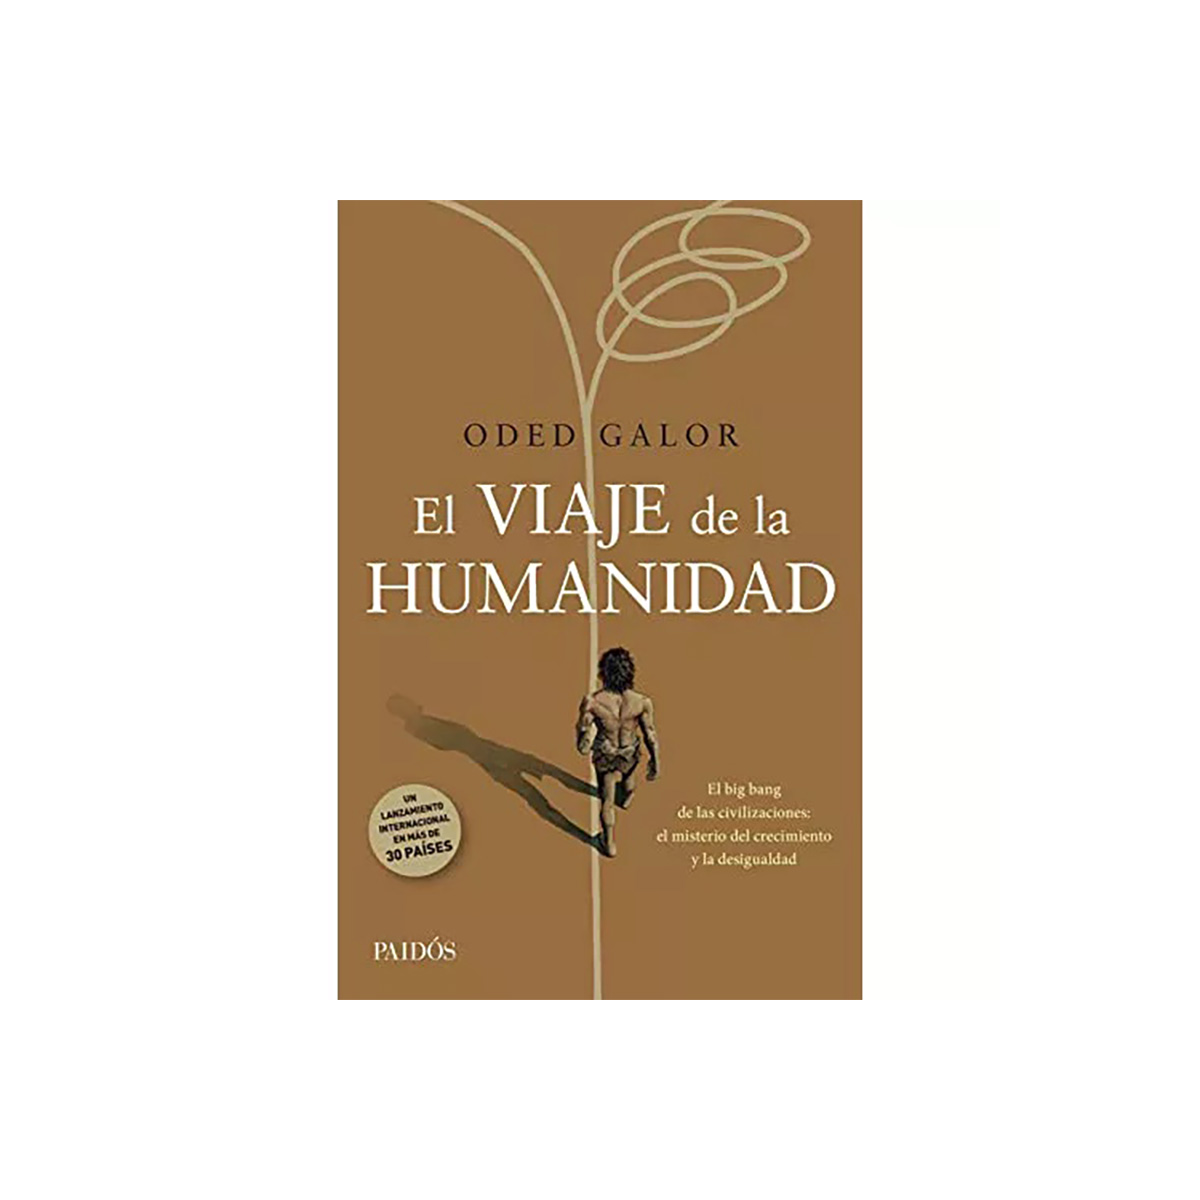 ODED GALOR
El VIAJE de la
HUMANIDAD
El big bang
de las civilizaciones:
el misterio del crecimiento
y la desigualdad
UN
LANZAMIENTO
INTERNACIONAL
EN MÁS DE
30 PAÍSES
PAIDÓS